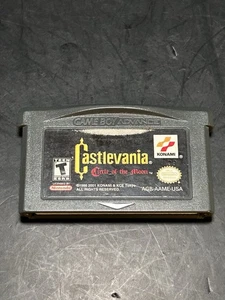 GAME BOY ADVANCE
Castlevania
Circle of the Moon
KONAMI
TEEN
©1986 2001 KONAMI & KCE Tokyo
ALL RIGHTS RESERVED.
AGB-AAME-USA